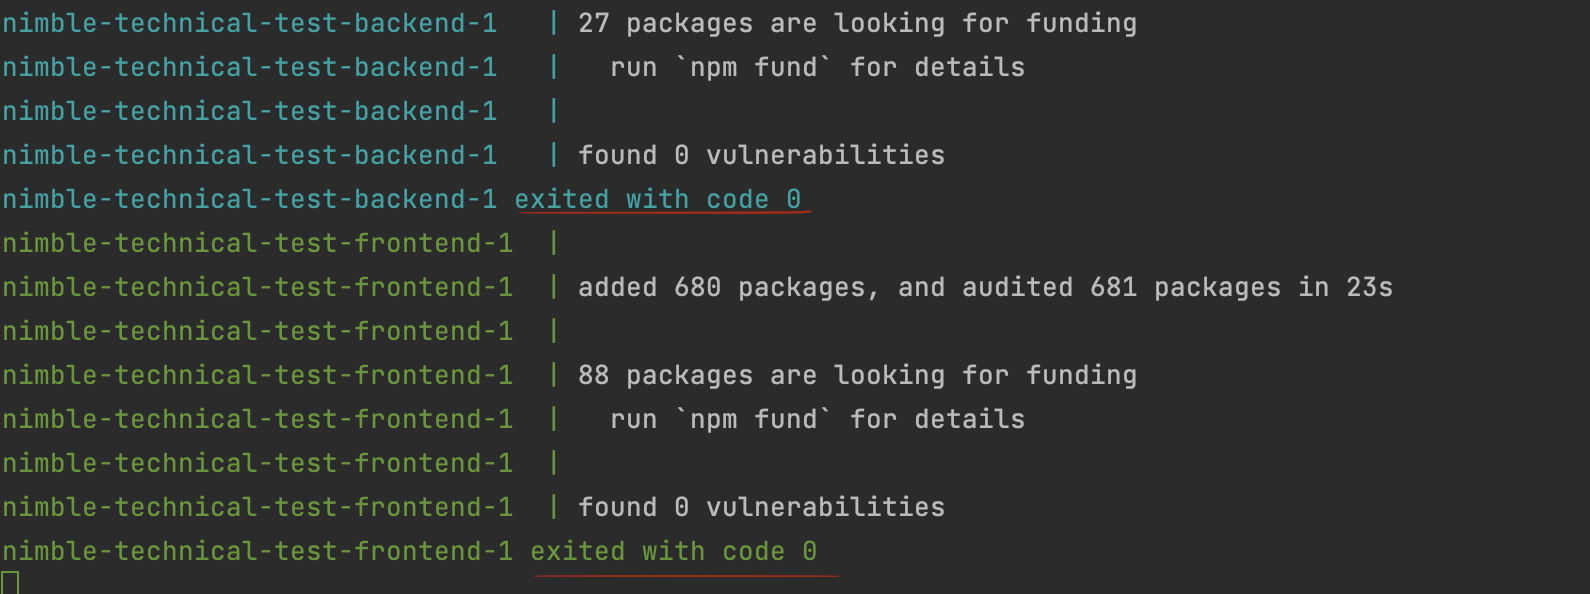 nimble-technical-test-backend-1 | 27 packages are looking for funding
nimble-technical-test-backend-1 | run `npm fund` for details
nimble-technical-test-backend-1 |
nimble-technical-test-backend-1 | found 0 vulnerabilities
nimble-technical-test-backend-1 exited with code 0
nimble-technical-test-frontend-1 |
nimble-technical-test-frontend-1 | added 680 packages, and audited 681 packages in 23s
nimble-technical-test-frontend-1 |
nimble-technical-test-frontend-1 | 88 packages are looking for funding
nimble-technical-test-frontend-1 | run `npm fund` for details
nimble-technical-test-frontend-1 |
nimble-technical-test-frontend-1 | found 0 vulnerabilities
nimble-technical-test-frontend-1 exited with code 0